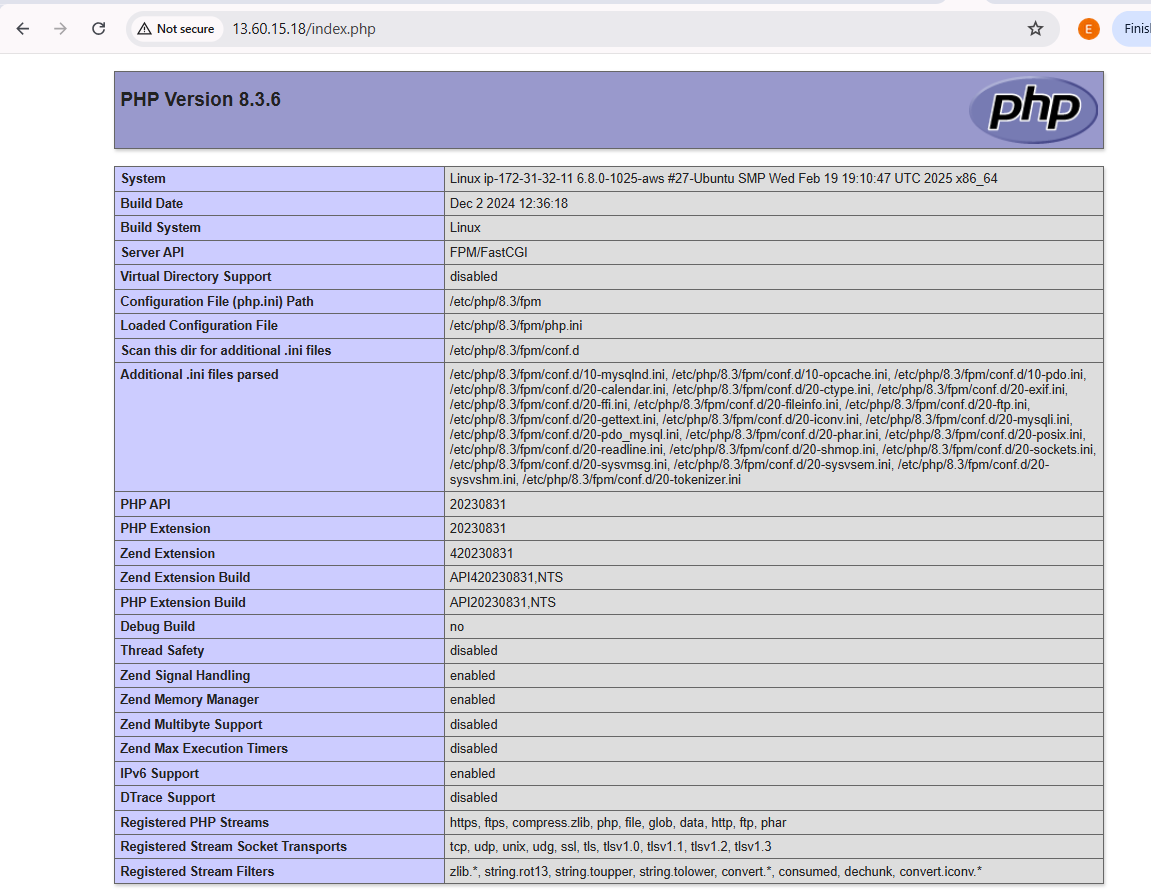 Not secure 13.60.15.18/index.php E Finis
PHP Version 8.3.6 php
System Linux ip-172-31-32-11 6.8.0-1025-aws #27-Ubuntu SMP Wed Feb 19 19:10:47 UTC 2025 x86_64
Build Date Dec 2 2024 12:36:18
Build System Linux
Server API FPM/FastCGI
Virtual Directory Support disabled
Configuration File (php.ini) Path /etc/php/8.3/fpm
Loaded Configuration File /etc/php/8.3/fpm/php.ini
Scan this dir for additional .ini files /etc/php/8.3/fpm/conf.d
Additional .ini files parsed /etc/php/8.3/fpm/conf.d/10-mysqlnd.ini, /etc/php/8.3/fpm/conf.d/10-opcache.ini, /etc/php/8.3/fpm/conf.d/10-pdo.ini,
/etc/php/8.3/fpm/conf.d/20-calendar.ini, /etc/php/8.3/fpm/conf.d/20-ctype.ini, /etc/php/8.3/fpm/conf.d/20-exif.ini,
/etc/php/8.3/fpm/conf.d/20-ffi.ini, /etc/php/8.3/fpm/conf.d/20-fileinfo.ini, /etc/php/8.3/fpm/conf.d/20-ftp.ini,
/etc/php/8.3/fpm/conf.d/20-gettext.ini, /etc/php/8.3/fpm/conf.d/20-iconv.ini, /etc/php/8.3/fpm/conf.d/20-mysqli.ini,
/etc/php/8.3/fpm/conf.d/20-pdo_mysql.ini, /etc/php/8.3/fpm/conf.d/20-phar.ini, /etc/php/8.3/fpm/conf.d/20-posix.ini,
/etc/php/8.3/fpm/conf.d/20-readline.ini, /etc/php/8.3/fpm/conf.d/20-shmop.ini, /etc/php/8.3/fpm/conf.d/20-sockets.ini,
/etc/php/8.3/fpm/conf.d/20-sysvmsg.ini, /etc/php/8.3/fpm/conf.d/20-sysvsem.ini, /etc/php/8.3/fpm/conf.d/20-
sysvshm.ini, /etc/php/8.3/fpm/conf.d/20-tokenizer.ini
PHP API 20230831
PHP Extension 20230831
Zend Extension 420230831
Zend Extension Build API420230831,NTS
PHP Extension Build API20230831,NTS
Debug Build no
Thread Safety disabled
Zend Signal Handling enabled
Zend Memory Manager enabled
Zend Multibyte Support disabled
Zend Max Execution Timers disabled
IPv6 Support enabled
DTrace Support disabled
Registered PHP Streams https, ftps, compress.zlib, php, file, glob, data, http, ftp, phar
Registered Stream Socket Transports tcp, udp, unix, udg, ssl, tls, tlsv1.0, tlsv1.1, tlsv1.2, tlsv1.3
Registered Stream Filters zlib.*, string.rot13, string.toupper, string.tolower, convert.*, consumed, dechunk, convert.iconv.*